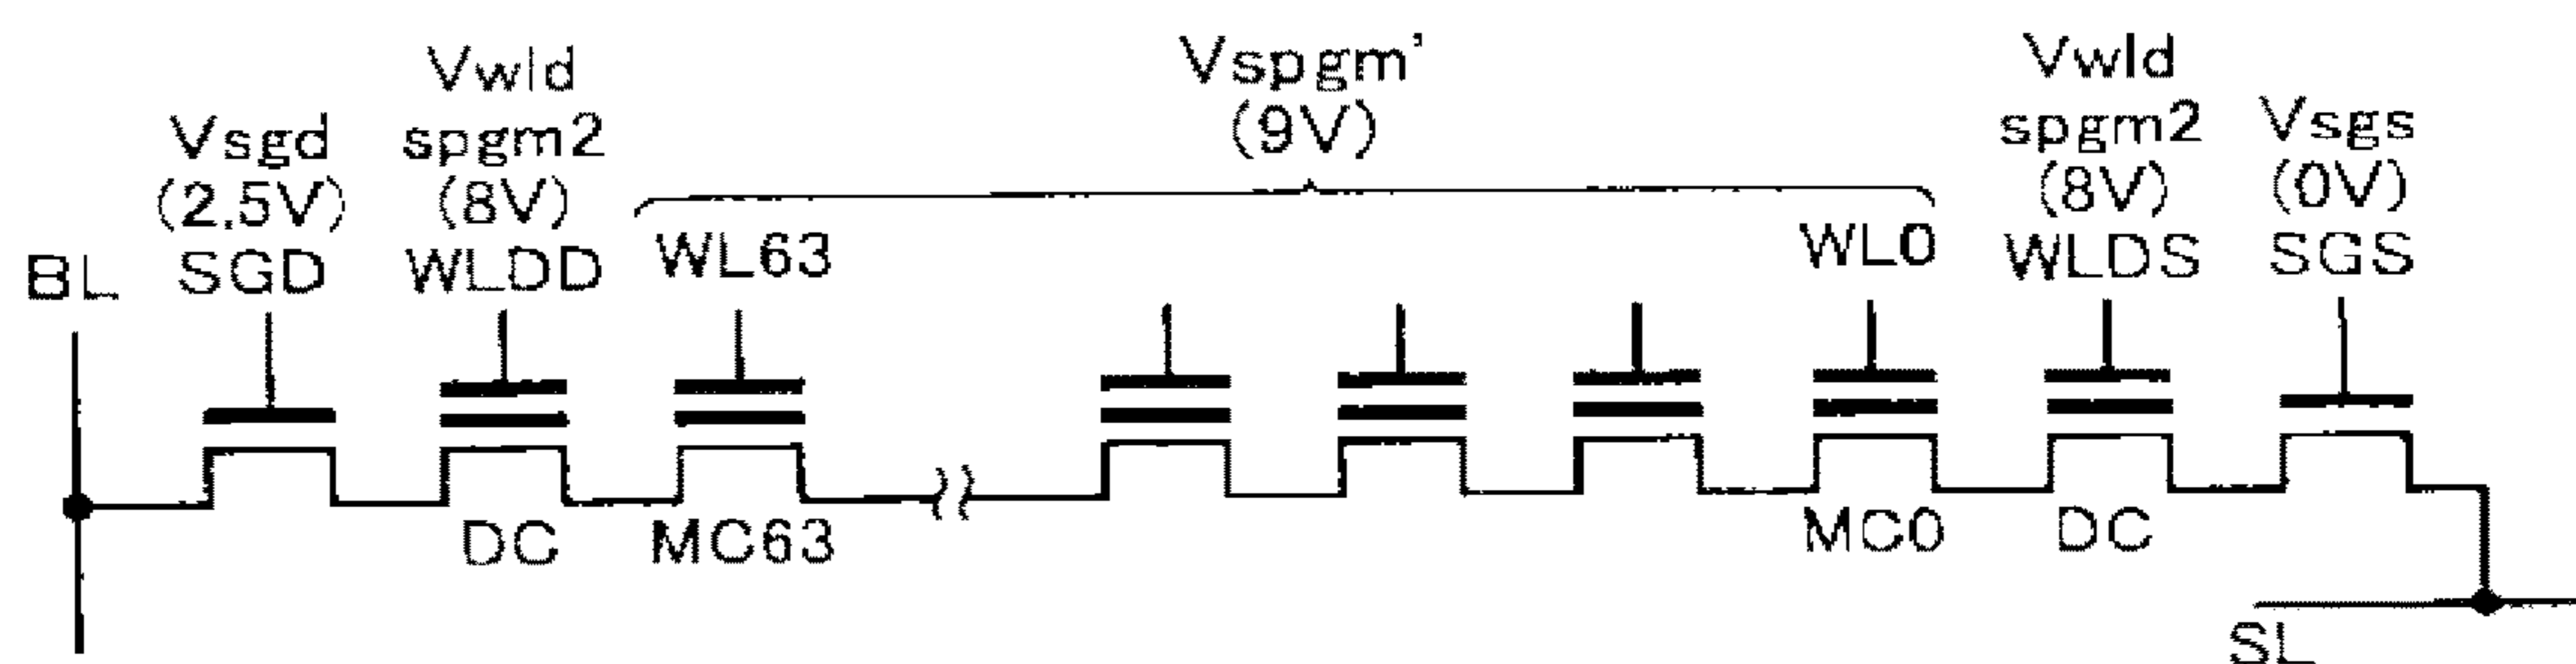 BL
Vsgd
(2.5V)
SGD
Vwld
spgm2
(8V)
WLDD
Vspgm'
(9V)
WL63
WL0
Vwld
spgm2
(8V)
WLDS
Vsgs
(0V)
SGS
DC
MC63
MC0
DC
SL